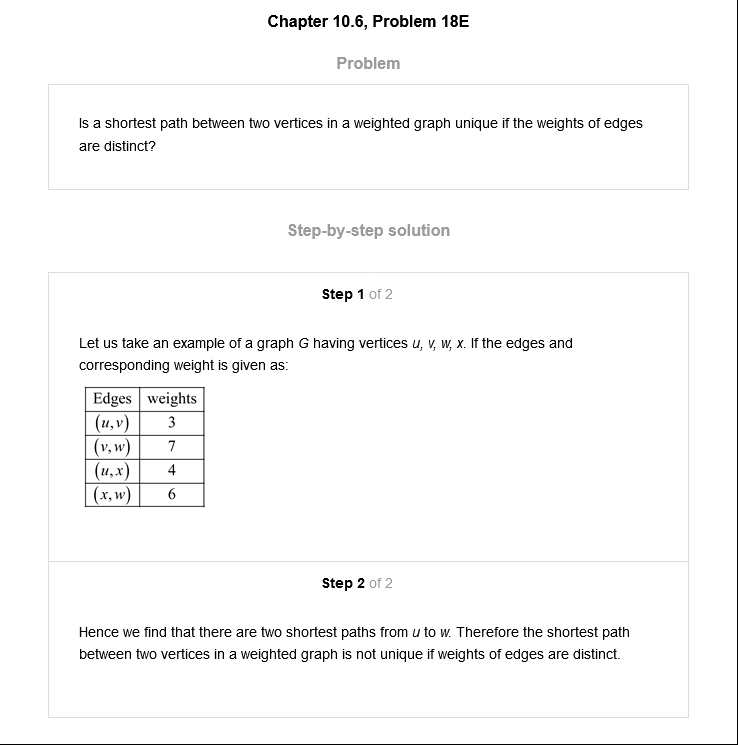 Chapter 10.6, Problem 18E
Problem
Is a shortest path between two vertices in a weighted graph unique if the weights of edges
are distinct?
Step-by-step solution
Step 1 of 2
Let us take an example of a graph G having vertices u, v, w, x. If the edges and
corresponding weight is given as:
Edges weights
(u,v) 3
(v,w) 7
(u,x) 4
(x,w) 6
Step 2 of 2
Hence we find that there are two shortest paths from u to w. Therefore the shortest path
between two vertices in a weighted graph is not unique if weights of edges are distinct.